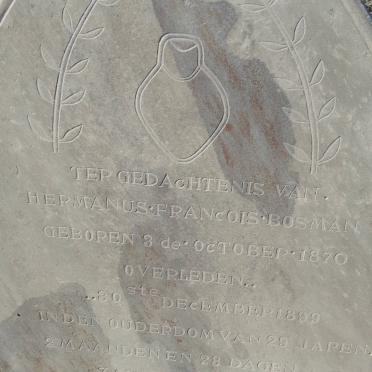 TER GEDACHTENIS VAN.
HERMANUS·FRANCOIS·BOSMAN
GEBOREN 3 de· OCTOBER· 1870
OVERLEDEN..
..30 ste DECEMBER 1899
IN DEN OUDERDOM VAN 29 JAREN,
2 MAANDEN EN 28 DAGEN